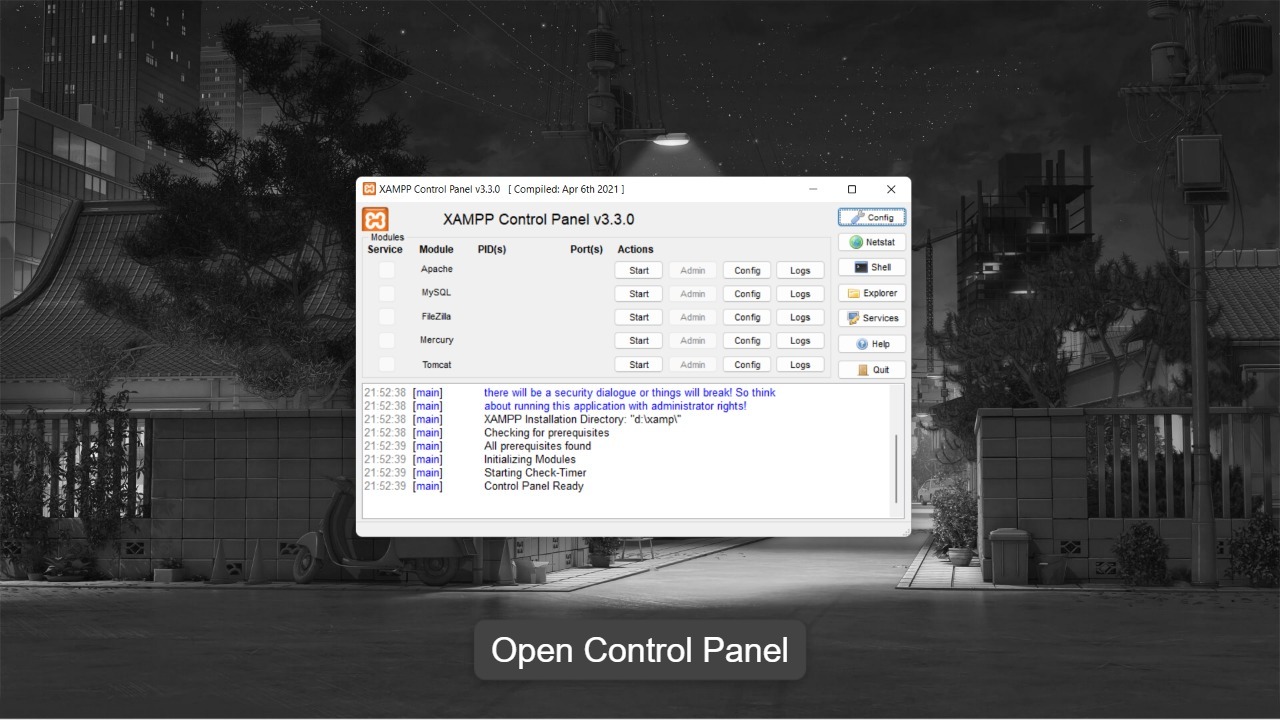 XAMPP Control Panel v3.3.0 [ Compiled: Apr 6th 2021 ]
XAMPP Control Panel v3.3.0
Config
Modules
Service Module PID(s) Port(s) Actions
Netstat
Apache Start Admin Config Logs
Shell
MySQL Start Admin Config Logs
Explorer
FileZilla Start Admin Config Logs
Services
Mercury Start Admin Config Logs
Help
Tomcat Start Admin Config Logs
Quit
21:52:38 [main] there will be a security dialogue or things will break! So think
21:52:38 [main] about running this application with administrator rights!
21:52:38 [main] XAMPP Installation Directory: "d:\xamp\"
21:52:38 [main] Checking for prerequisites
21:52:39 [main] All prerequisites found
21:52:39 [main] Initializing Modules
21:52:39 [main] Starting Check-Timer
21:52:39 [main] Control Panel Ready
Open Control Panel